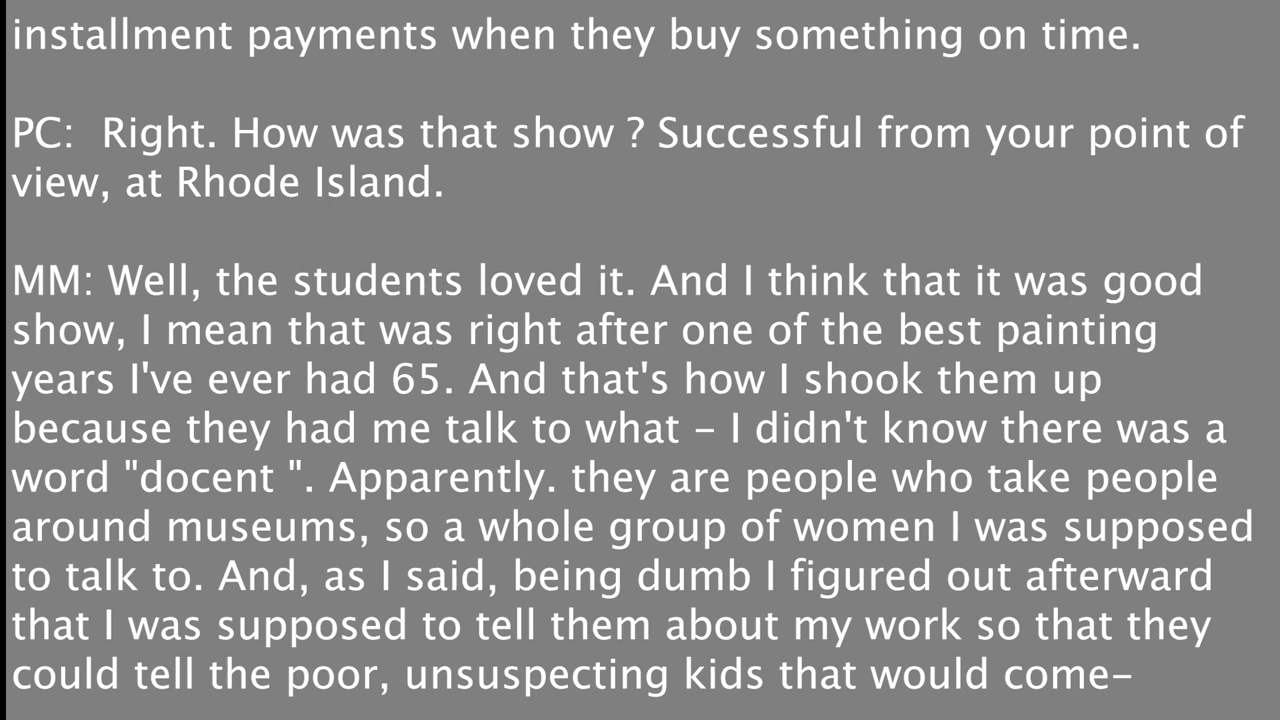 installment payments when they buy something on time.
PC:  Right. How was that show ? Successful from your point of
view, at Rhode Island.
MM: Well, the students loved it. And I think that it was good
show, I mean that was right after one of the best painting
years I've ever had 65. And that's how I shook them up
because they had me talk to what – I didn't know there was a
word "docent ". Apparently. they are people who take people
around museums, so a whole group of women I was supposed
to talk to. And, as I said, being dumb I figured out afterward
that I was supposed to tell them about my work so that they
could tell the poor, unsuspecting kids that would come–